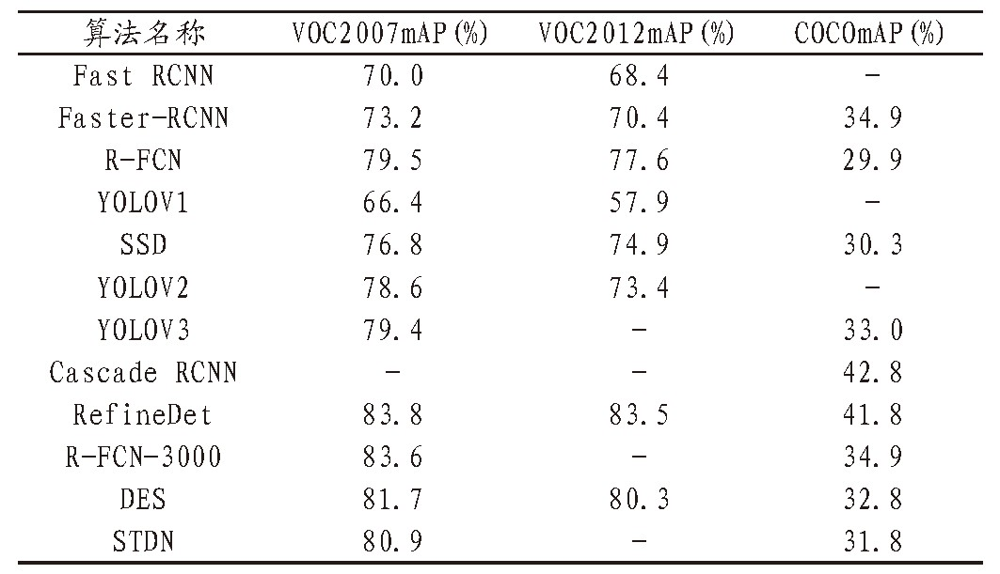 算法名称 VOC2007mAP(%) VOC2012mAP(%) COCOmAP(%)
Fast RCNN 70.0 68.4 -
Faster-RCNN 73.2 70.4 34.9
R-FCN 79.5 77.6 29.9
YOLOV1 66.4 57.9 -
SSD 76.8 74.9 30.3
YOLOV2 78.6 73.4 -
YOLOV3 79.4 - 33.0
Cascade RCNN - - 42.8
RefineDet 83.8 83.5 41.8
R-FCN-3000 83.6 - 34.9
DES 81.7 80.3 32.8
STDN 80.9 - 31.8